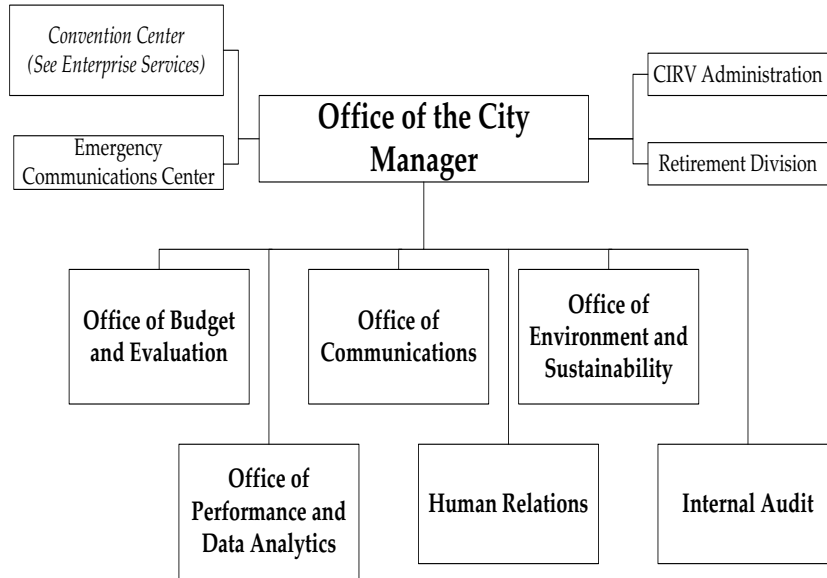 Convention Center
(See Enterprise Services)
Emergency
Communications Center
Office of the City
Manager
CIRV Administration
Retirement Division
Office of Budget
and Evaluation
Office of
Communications
Office of
Environment and
Sustainability
Office of
Performance and
Data Analytics
Human Relations
Internal Audit